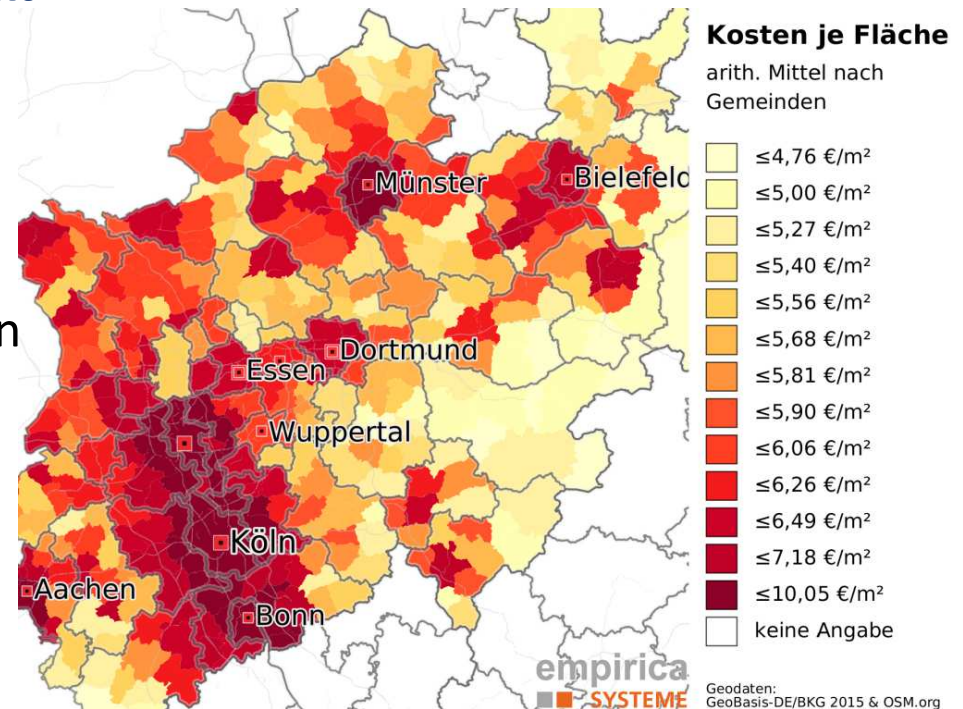 n
Münster
Bielefeld
Dortmund
Essen
Wuppertal
Köln
Aachen
Bonn
empirica
SYSTEME
Kosten je Fläche
arith. Mittel nach
Gemeinden
≤4,76 €/m²
≤5,00 €/m²
≤5,27 €/m²
≤5,40 €/m²
≤5,56 €/m²
≤5,68 €/m²
≤5,81 €/m²
≤5,90 €/m²
≤6,06 €/m²
≤6,26 €/m²
≤6,49 €/m²
≤7,18 €/m²
≤10,05 €/m²
keine Angabe
Geodaten:
GeoBasis-DE/BKG 2015 & OSM.org